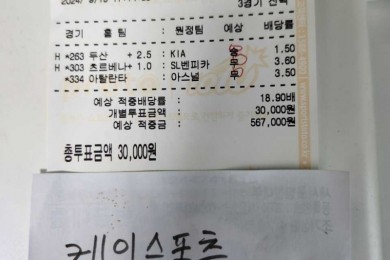 3경기 선택
경기 홈 팀 : 원정팀 예상 배당률
H *263 두산 + 2.5 : KIA 승 1.50
H *303 츠르베나+ 1.0 : SL벤피카 무 3.60
*334 아탈란타 : 아스널 무 3.50
예상 적중배당률 : 18.90배
개별투표금액 : 30,000원
예상 적중금 : 567,000원
총투표금액 30,000원
케이스포츠